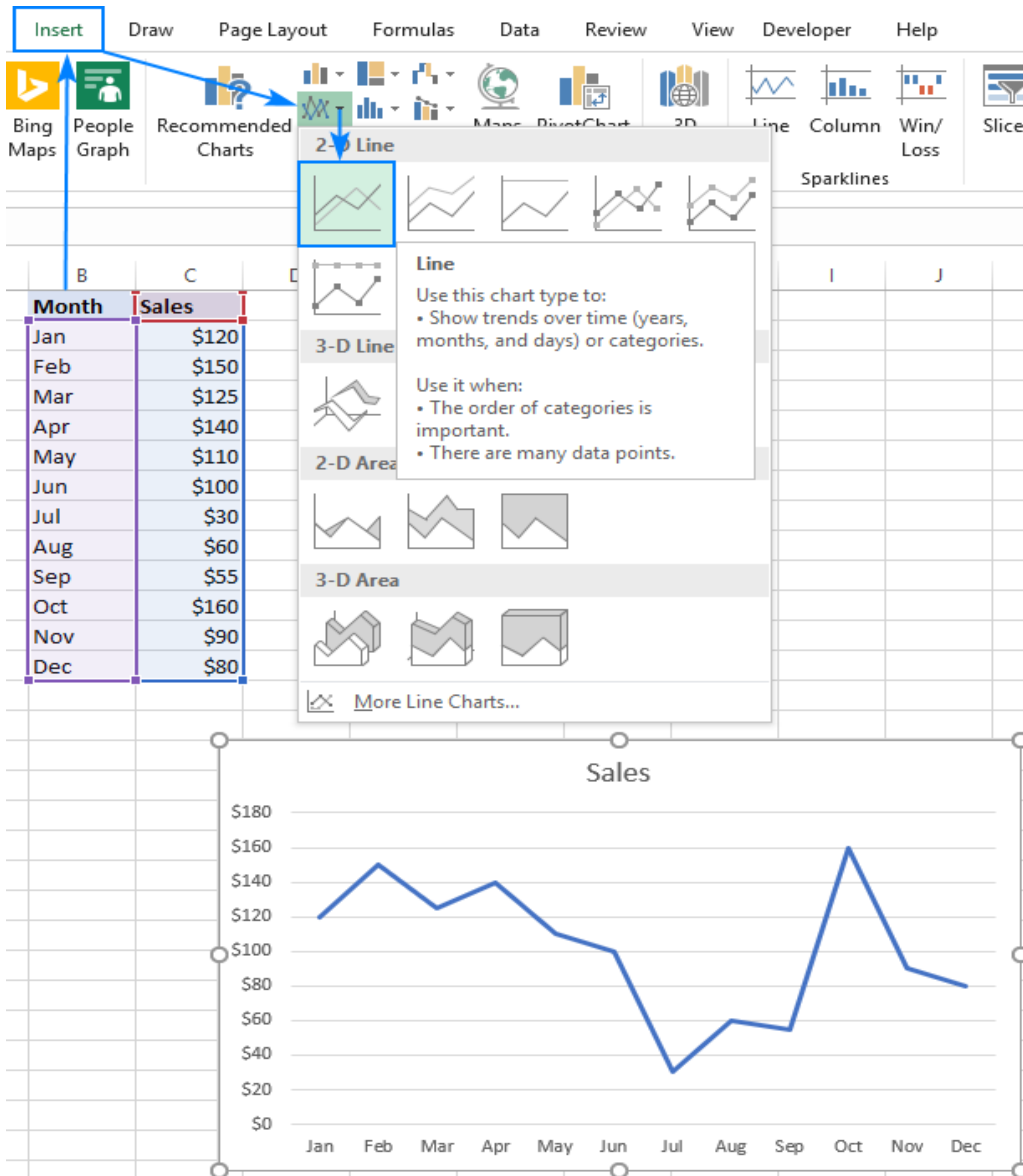 Insert Draw Page Layout Formulas Data Review View Developer Help
Bing Maps
People Graph
Recommended Charts
Maps PivotChart 3D
Line Column Win/Loss Slice
Sparklines
2-D Line
Line
Use this chart type to:
• Show trends over time (years,
months, and days) or categories.
Use it when:
• The order of categories is
important.
• There are many data points.
3-D Line
2-D Area
3-D Area
More Line Charts...
B C D I J
Month Sales
Jan $120
Feb $150
Mar $125
Apr $140
May $110
Jun $100
Jul $30
Aug $60
Sep $55
Oct $160
Nov $90
Dec $80
Sales
$180
$160
$140
$120
$100
$80
$60
$40
$20
$0
Jan Feb Mar Apr May Jun Jul Aug Sep Oct Nov Dec